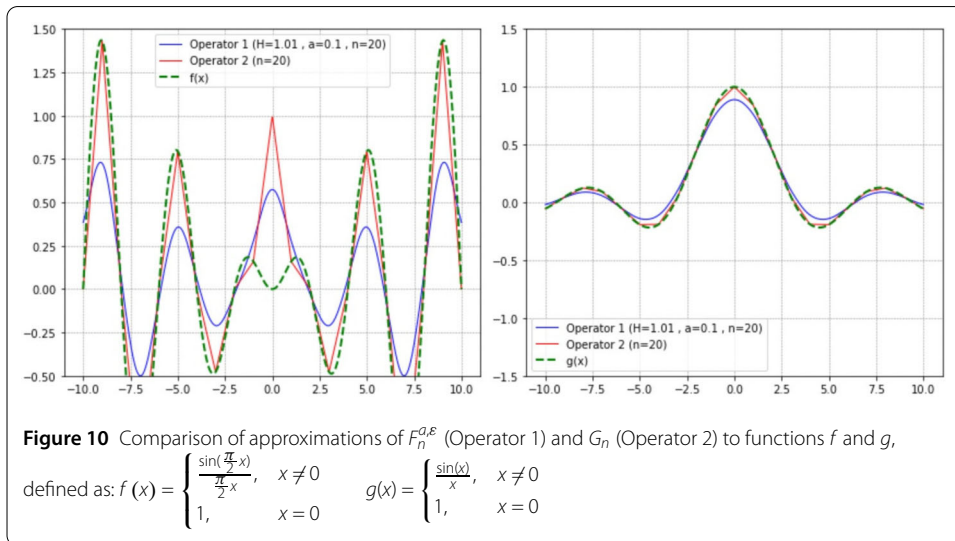 1.50
1.25
1.00
0.75
0.50
0.25
0.00
−0.25
−0.50
−10.0 −7.5 −5.0 −2.5 0.0 2.5 5.0 7.5 10.0
Operator 1 (H=1.01 , a=0.1 , n=20)
Operator 2 (n=20)
f(x)
1.5
1.0
0.5
0.0
−0.5
−1.0
−1.5
−10.0 −7.5 −5.0 −2.5 0.0 2.5 5.0 7.5 10.0
Operator 1 (H=1.01 , a=0.1 , n=20)
Operator 2 (n=20)
g(x)
Figure 10 Comparison of approximations of F_n^{a,ε} (Operator 1) and G_n (Operator 2) to functions f and g,
defined as: f (x) = { sin(π/2 x) / (π/2 x), x ≠ 0; 1, x = 0   g(x) = { sin(x)/x, x ≠ 0; 1, x = 0